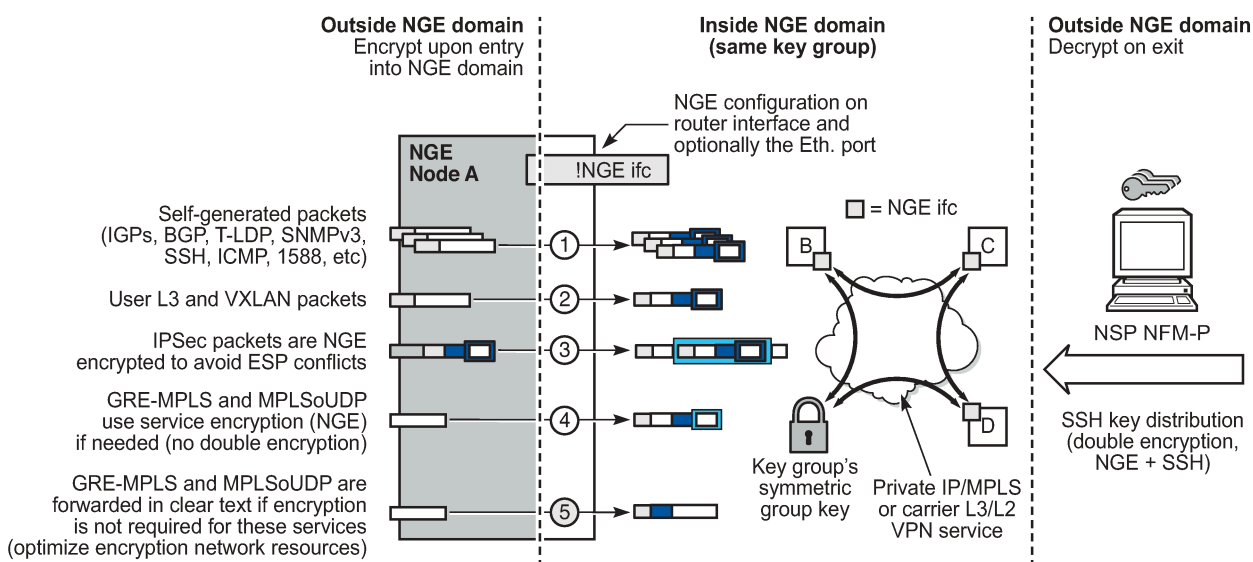 Outside NGE domain
Encrypt upon entry
into NGE domain
Inside NGE domain
(same key group)
Outside NGE domain
Decrypt on exit
NGE configuration on
router interface and
optionally the Eth. port
NGE
Node A
!NGE ifc
Self-generated packets
(IGPs, BGP, T-LDP, SNMPv3,
SSH, ICMP, 1588, etc)
1
User L3 and VXLAN packets
2
IPSec packets are NGE
encrypted to avoid ESP conflicts
3
GRE-MPLS and MPLSoUDP
use service encryption (NGE)
if needed (no double encryption)
4
GRE-MPLS and MPLSoUDP are
forwarded in clear text if encryption
is not required for these services
(optimize encryption network resources)
5
= NGE ifc
B
C
D
Key group's
symmetric
group key
Private IP/MPLS
or carrier L3/L2
VPN service
NSP NFM-P
SSH key distribution
(double encryption,
NGE + SSH)